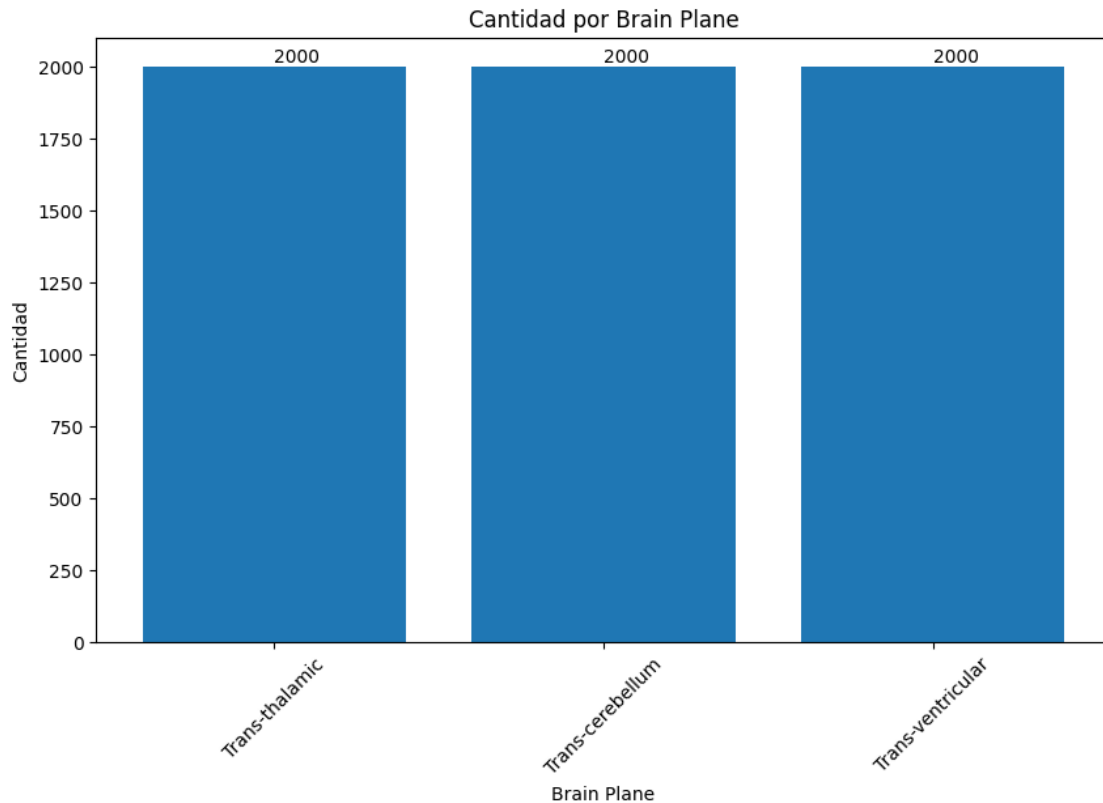 Cantidad por Brain Plane
2000 2000 2000
Cantidad
2000
1750
1500
1250
1000
750
500
250
0
Trans-thalamic
Trans-cerebellum
Trans-ventricular
Brain Plane